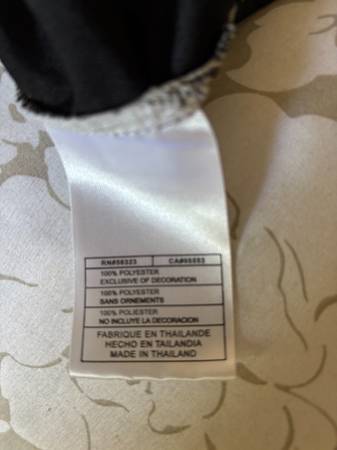 RN#56323 CA#05553
100% POLYESTER
EXCLUSIVE OF DECORATION
100% POLYESTER
SANS ORNEMENTS
100% POLIESTER
NO INCLUYE LA DECORACION
FABRIQUE EN THAILANDE
HECHO EN TAILANDIA
MADE IN THAILAND